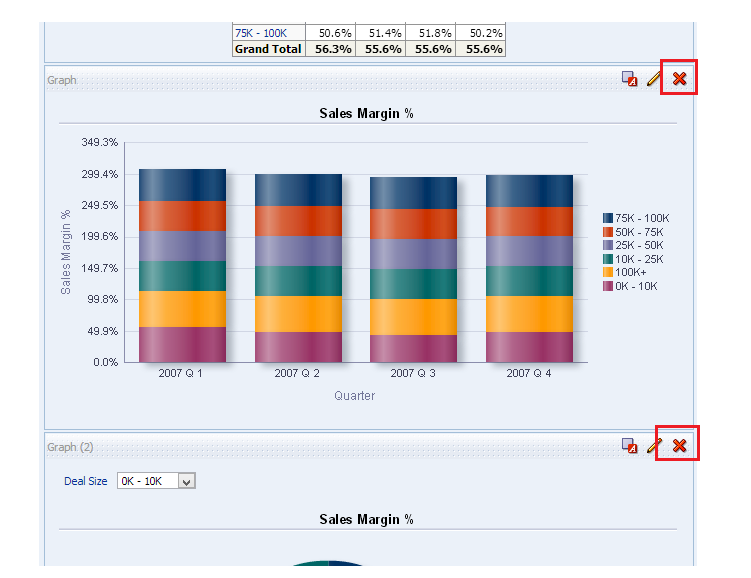 75K - 100K 50.6% 51.4% 51.8% 50.2%
Grand Total 56.3% 55.6% 55.6% 55.6%
Graph
Sales Margin %
349.3%
299.4%
249.5%
199.6%
149.7%
99.8%
49.9%
0.0%
Sales Margin %
2007 Q 1 2007 Q 2 2007 Q 3 2007 Q 4
Quarter
75K - 100K
50K - 75K
25K - 50K
10K - 25K
100K+
0K - 10K
Graph (2)
Deal Size 0K - 10K
Sales Margin %